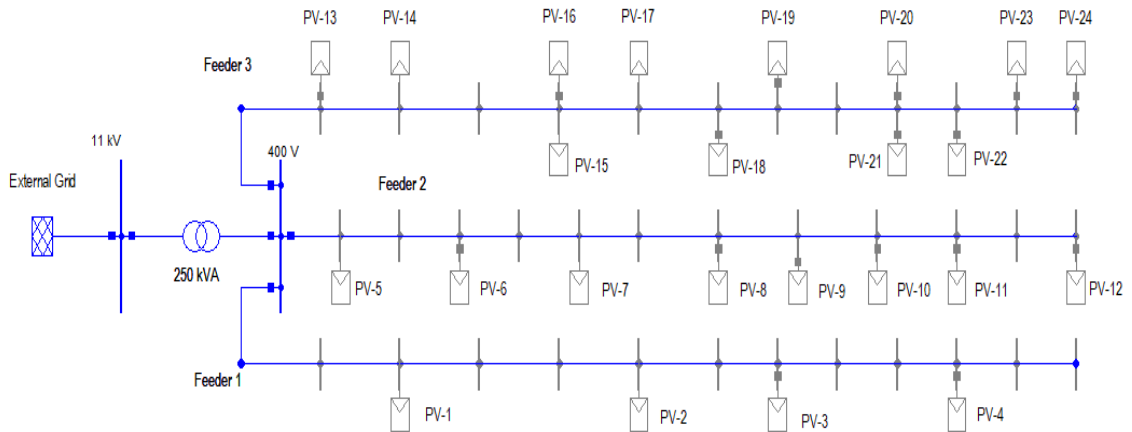 PV-13
PV-14
PV-16
PV-17
PV-19
PV-20
PV-23
PV-24
Feeder 3
11 kV
400 V
PV-15
PV-18
PV-21
PV-22
External Grid
Feeder 2
250 kVA
PV-5
PV-6
PV-7
PV-8
PV-9
PV-10
PV-11
PV-12
Feeder 1
PV-1
PV-2
PV-3
PV-4